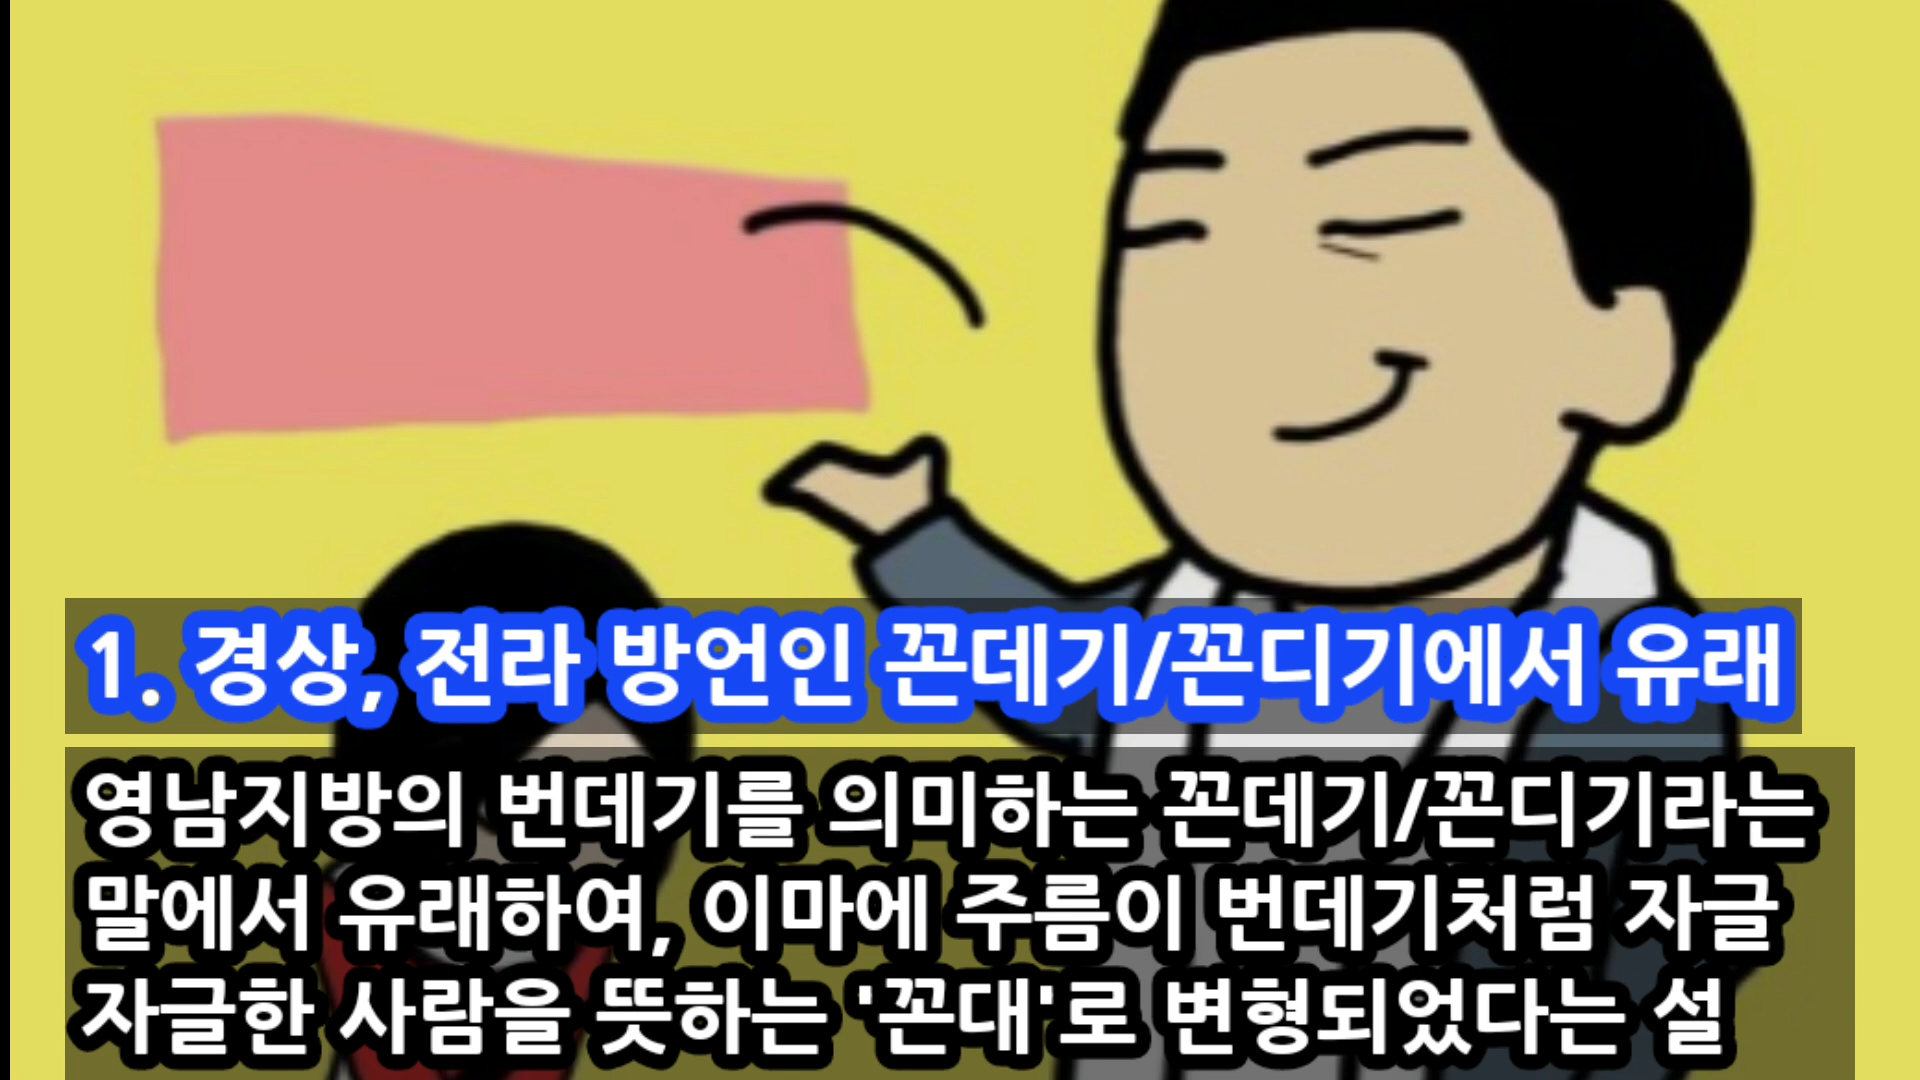 1. 경상, 전라 방언인 꼰데기/꼰디기에서 유래
영남지방의 번데기를 의미하는 꼰데기/꼰디기라는
말에서 유래하여, 이마에 주름이 번데기처럼 자글
자글한 사람을 뜻하는 '꼰대'로 변형되었다는 설